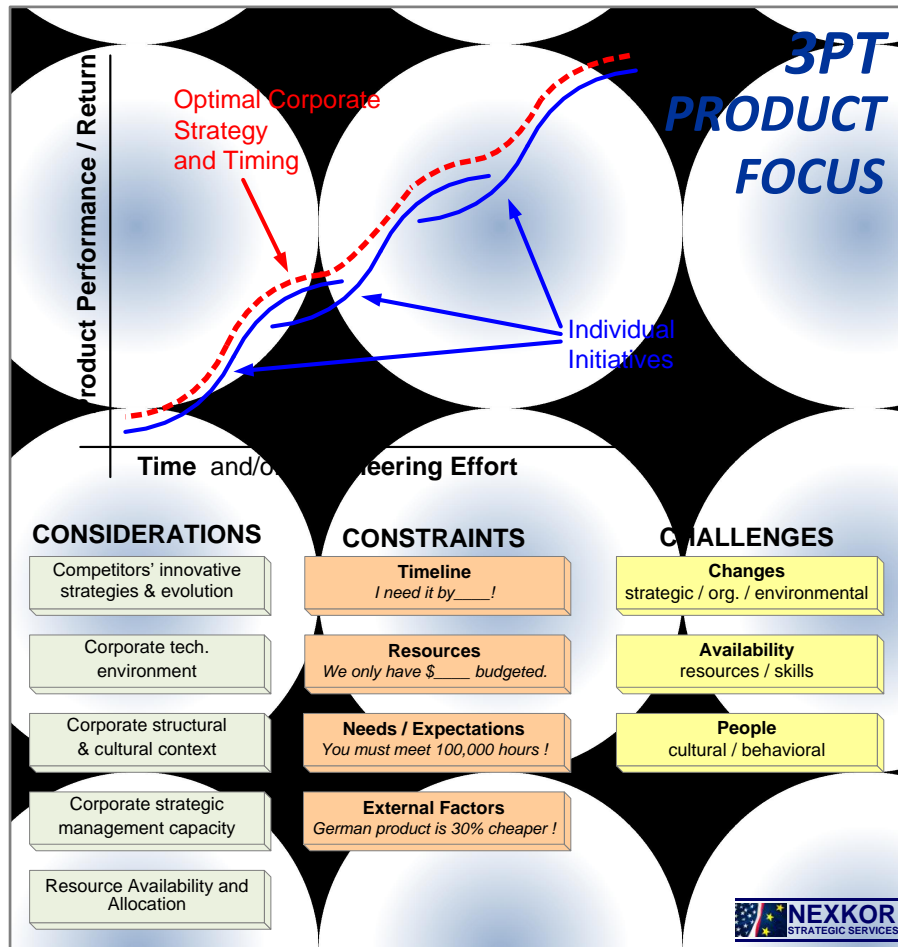 3PT
PRODUCT
FOCUS
Product Performance / Return
Optimal Corporate
Strategy
and Timing
Individual
Initiatives
Time and/o neering Effort
CONSIDERATIONS
Competitors' innovative
strategies & evolution
Corporate tech.
environment
Corporate structural
& cultural context
Corporate strategic
management capacity
Resource Availability and
Allocation
CONSTRAINTS
Timeline
I need it by____!
Resources
We only have $____ budgeted.
Needs / Expectations
You must meet 100,000 hours !
External Factors
German product is 30% cheaper !
CHALLENGES
Changes
strategic / org. / environmental
Availability
resources / skills
People
cultural / behavioral
NEXKOR
STRATEGIC SERVICES